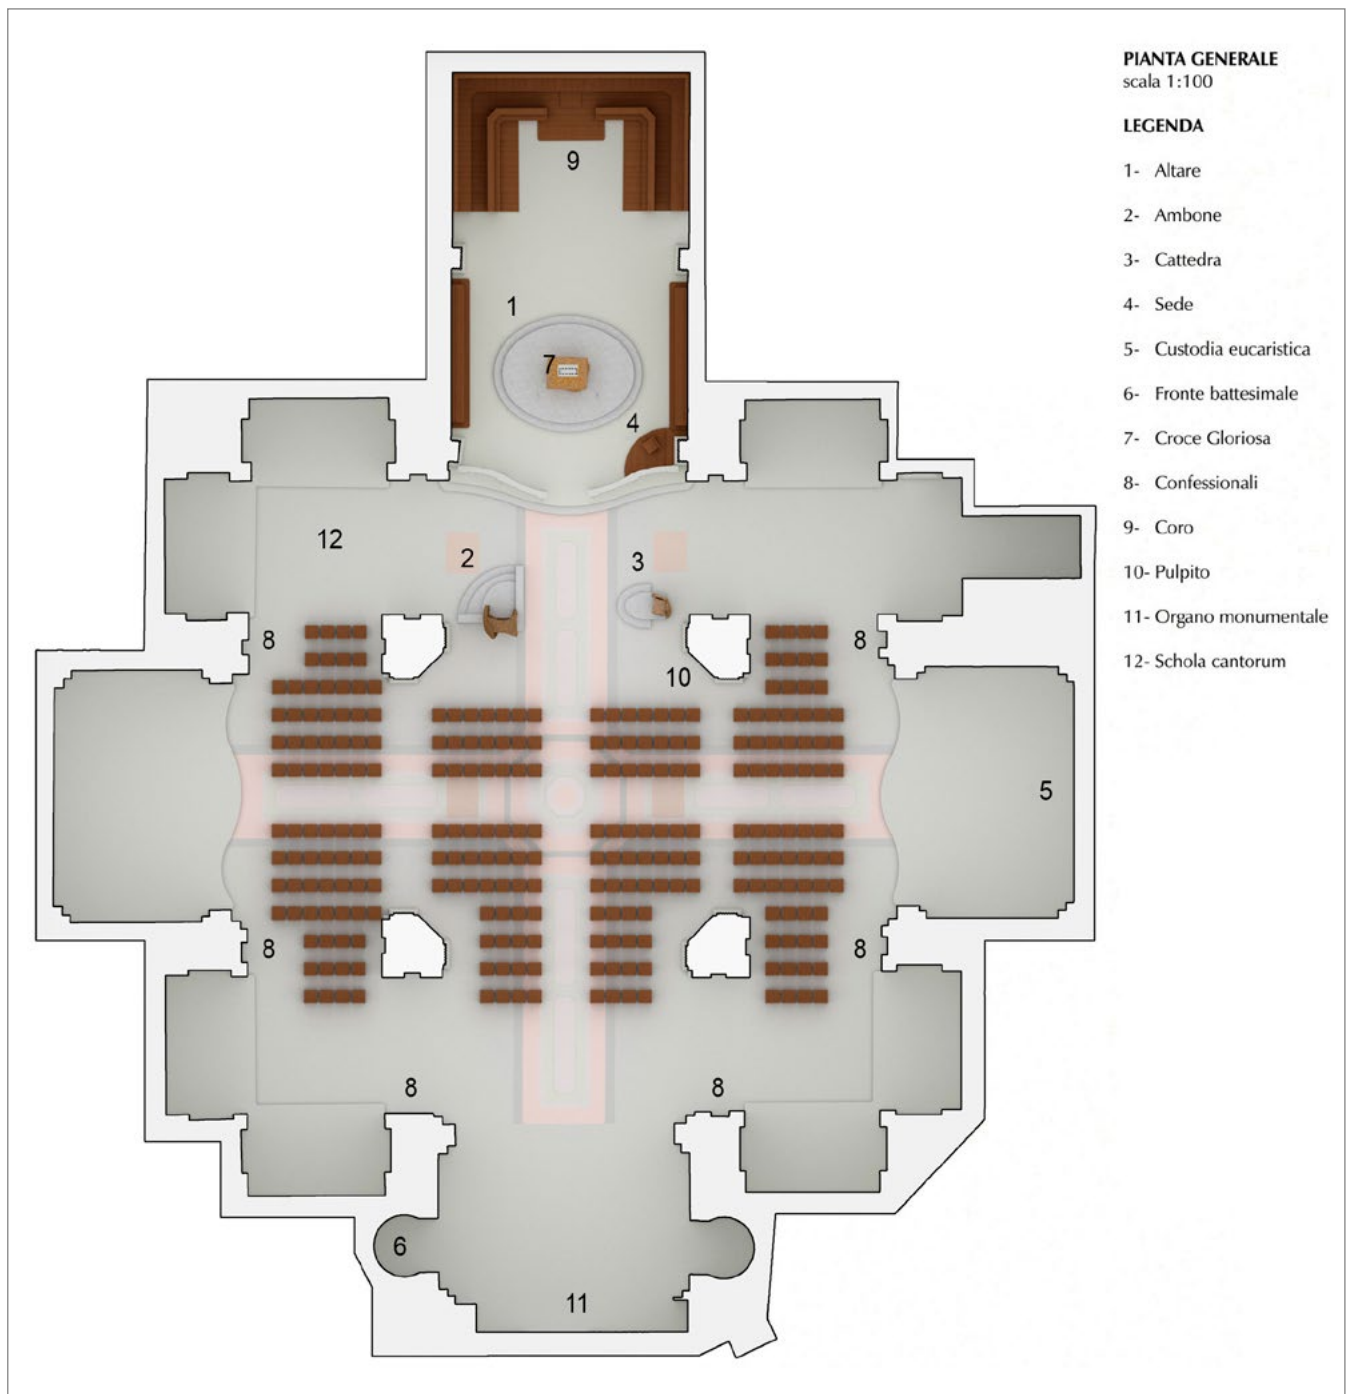 PIANTA GENERALE
scala 1:100
LEGENDA
1- Altare
2- Ambone
3- Cattedra
4- Sede
5- Custodia eucaristica
6- Fronte battesimale
7- Croce Gloriosa
8- Confessionali
9- Coro
10- Pulpito
11- Organo monumentale
12- Schola cantorum
9
1
7
4
12
2
3
8
8
10
5
8
8
8
8
6
11